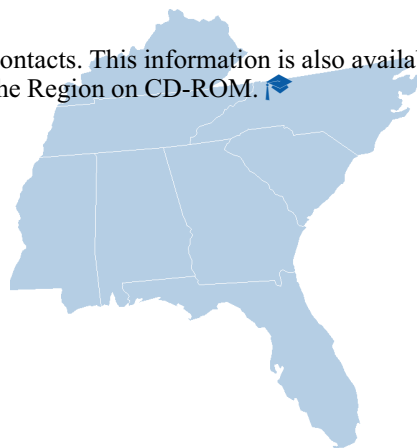 ontacts. This information is also availa
he Region on CD-ROM.